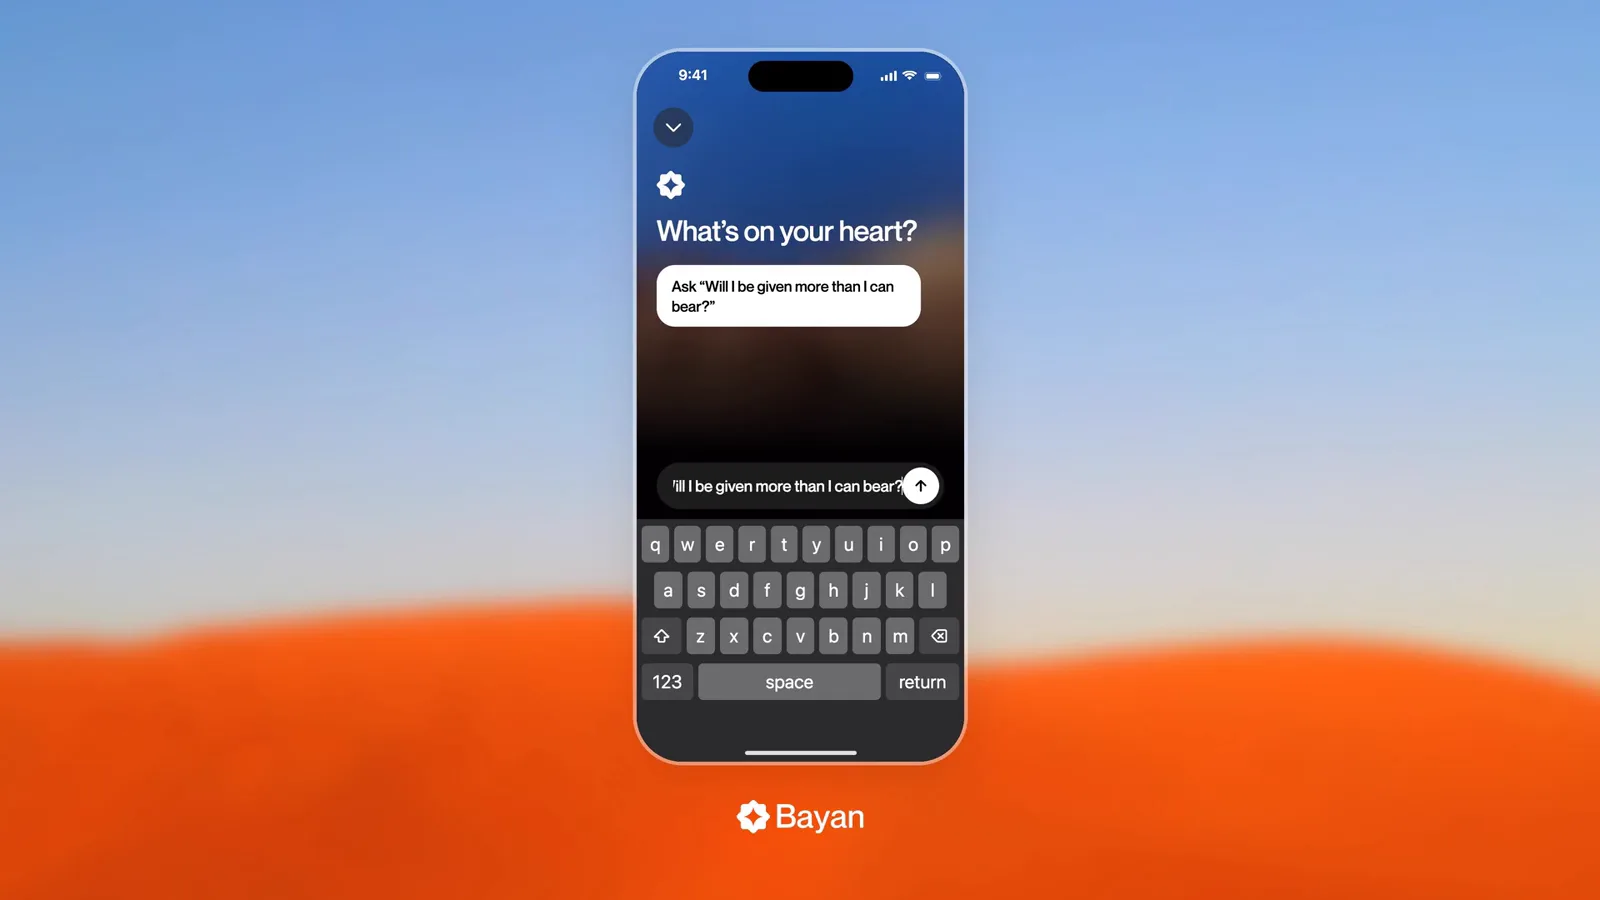 9:41
What's on your heart?
Ask “Will I be given more than I can
bear?”
ill I be given more than I can bear?
q w e r t y u i o p
a s d f g h j k l
z x c v b n m
123 space return
Bayan